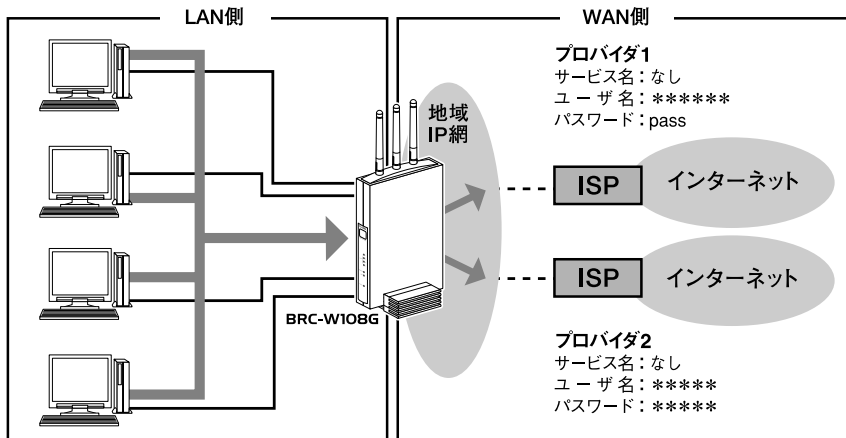 LAN側
WAN側
プロバイダ1
サービス名：なし
ユーザ名：******
パスワード：pass
地域
IP網
ISP
インターネット
ISP
インターネット
BRC-W108G
プロバイダ2
サービス名：なし
ユーザ名：*****
パスワード：*****